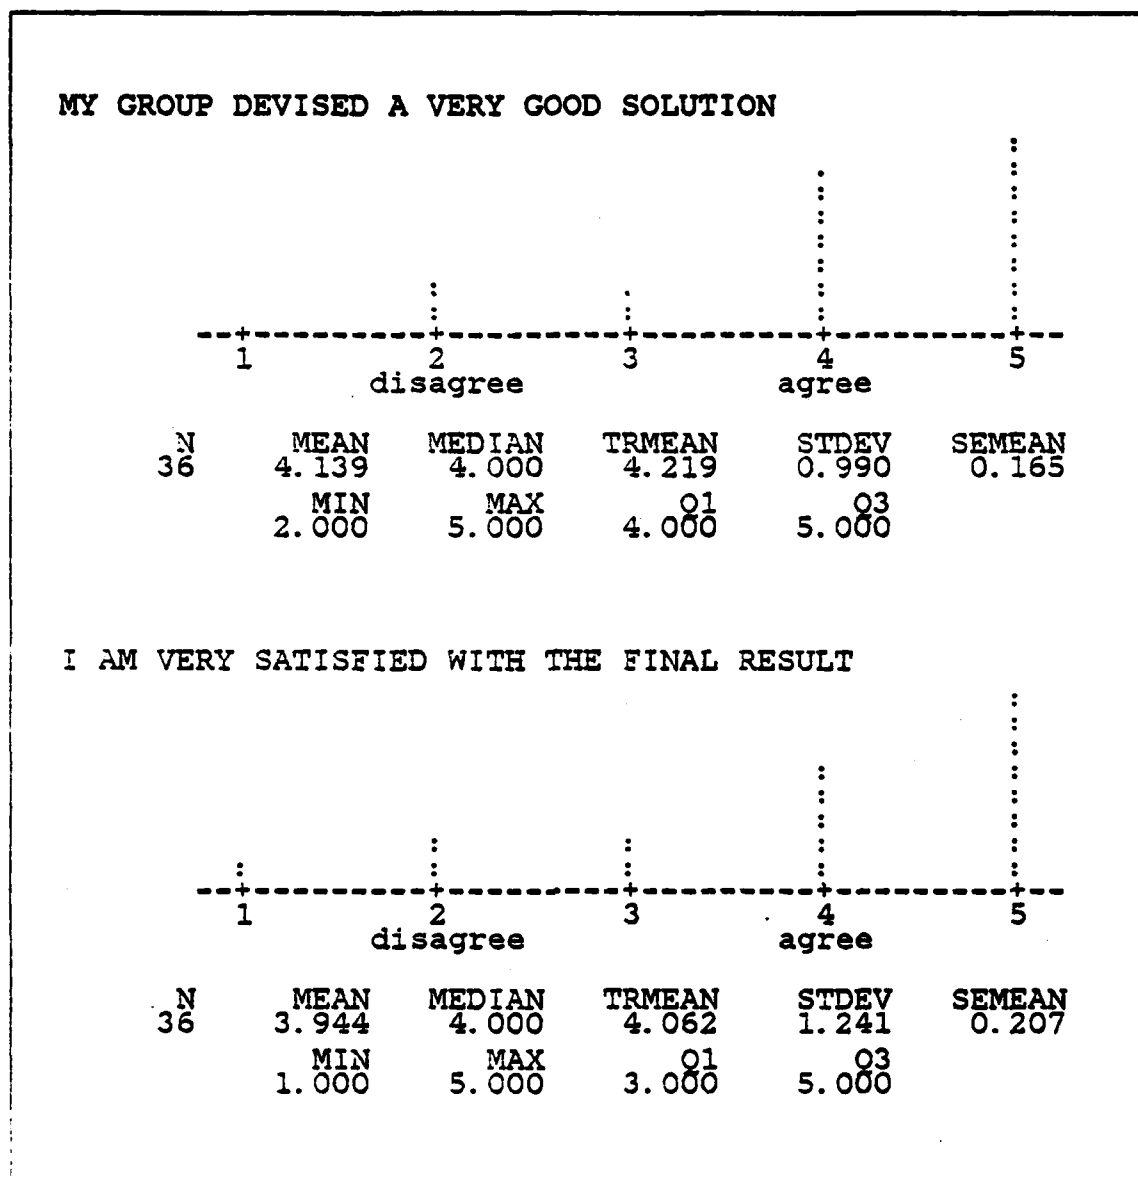 MY GROUP DEVISED A VERY GOOD SOLUTION
1 2 3 4 5
disagree agree
N MEAN MEDIAN TRMEAN STDEV SEMEAN
36 4.139 4.000 4.219 0.990 0.165
MIN MAX Q1 Q3
2.000 5.000 4.000 5.000
I AM VERY SATISFIED WITH THE FINAL RESULT
1 2 3 4 5
disagree agree
N MEAN MEDIAN TRMEAN STDEV SEMEAN
36 3.944 4.000 4.062 1.241 0.207
MIN MAX Q1 Q3
1.000 5.000 3.000 5.000